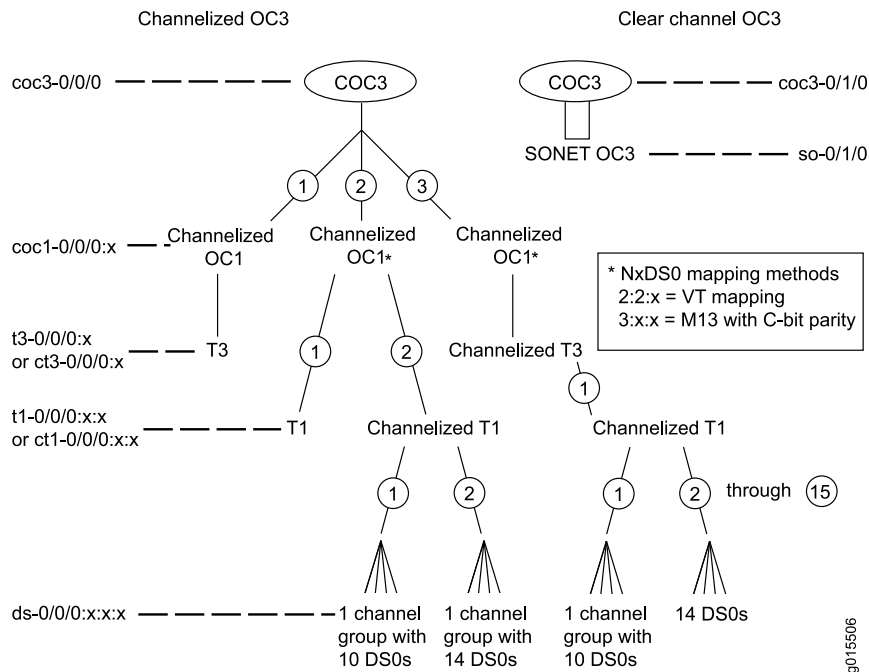 Channelized OC3
Clear channel OC3
coc3-0/0/0
COC3
COC3
coc3-0/1/0
SONET OC3
so-0/1/0
1
2
3
coc1-0/0/0:x
Channelized
OC1
Channelized
OC1*
Channelized
OC1*
* NxDS0 mapping methods
2:2:x = VT mapping
3:x:x = M13 with C-bit parity
t3-0/0/0:x
or ct3-0/0/0:x
T3
1
2
Channelized T3
1
t1-0/0/0:x:x
or ct1-0/0/0:x:x
T1
Channelized T1
Channelized T1
1
2
1
2
through
15
ds-0/0/0:x:x:x
1 channel
group with
10 DS0s
1 channel
group with
14 DS0s
1 channel
group with
10 DS0s
14 DS0s
g015506